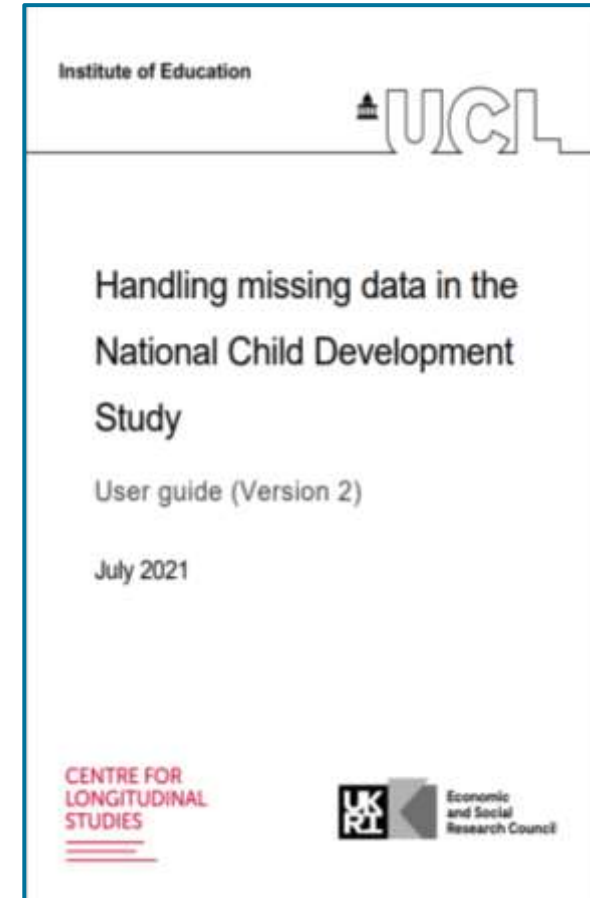 Institute of Education
UCL
Handling missing data in the
National Child Development
Study
User guide (Version 2)
July 2021
CENTRE FOR
LONGITUDINAL
STUDIES
UK
RI
Economic
and Social
Research Council